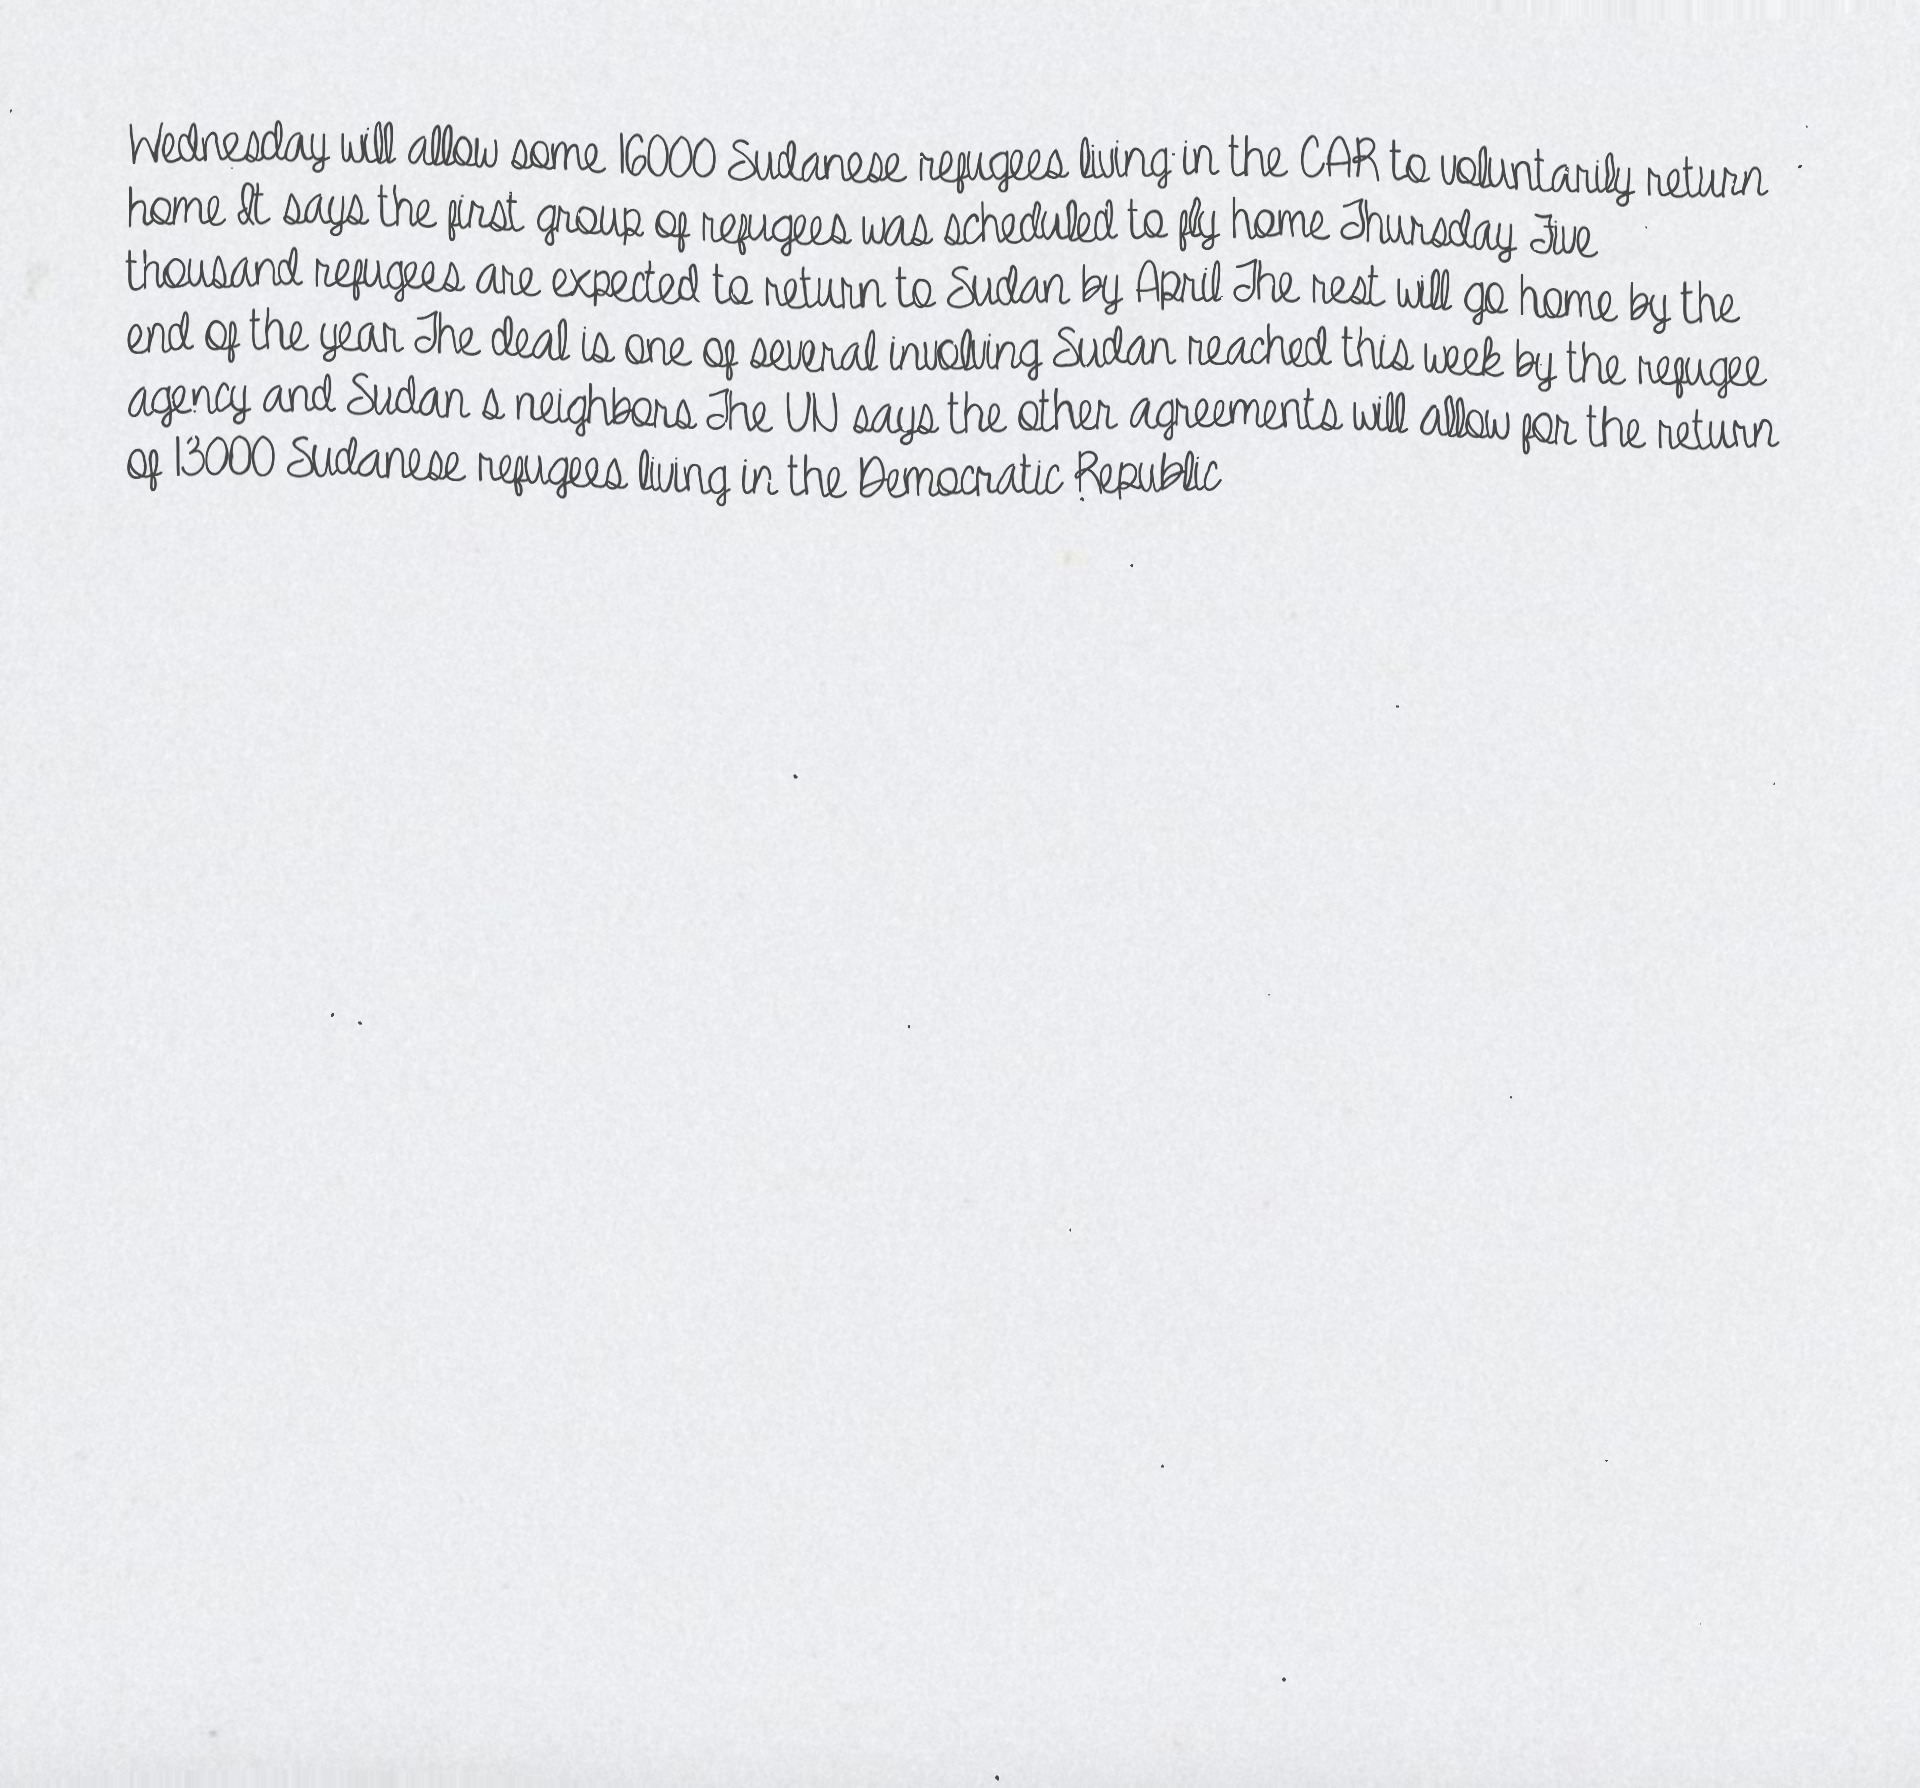 Wednesday will allow some 16000 Sudanese refugees living in the CAR to voluntarily return
home It says the first group of refugees was scheduled to fly home Thursday Five
thousand refugees are expected to return to Sudan by April The rest will go home by the
end of the year The deal is one of several involving Sudan reached this week by the refugee
agency and Sudan s neighbors The UN says the other agreements will allow for the return
of 13000 Sudanese refugees living in the Democratic Republic